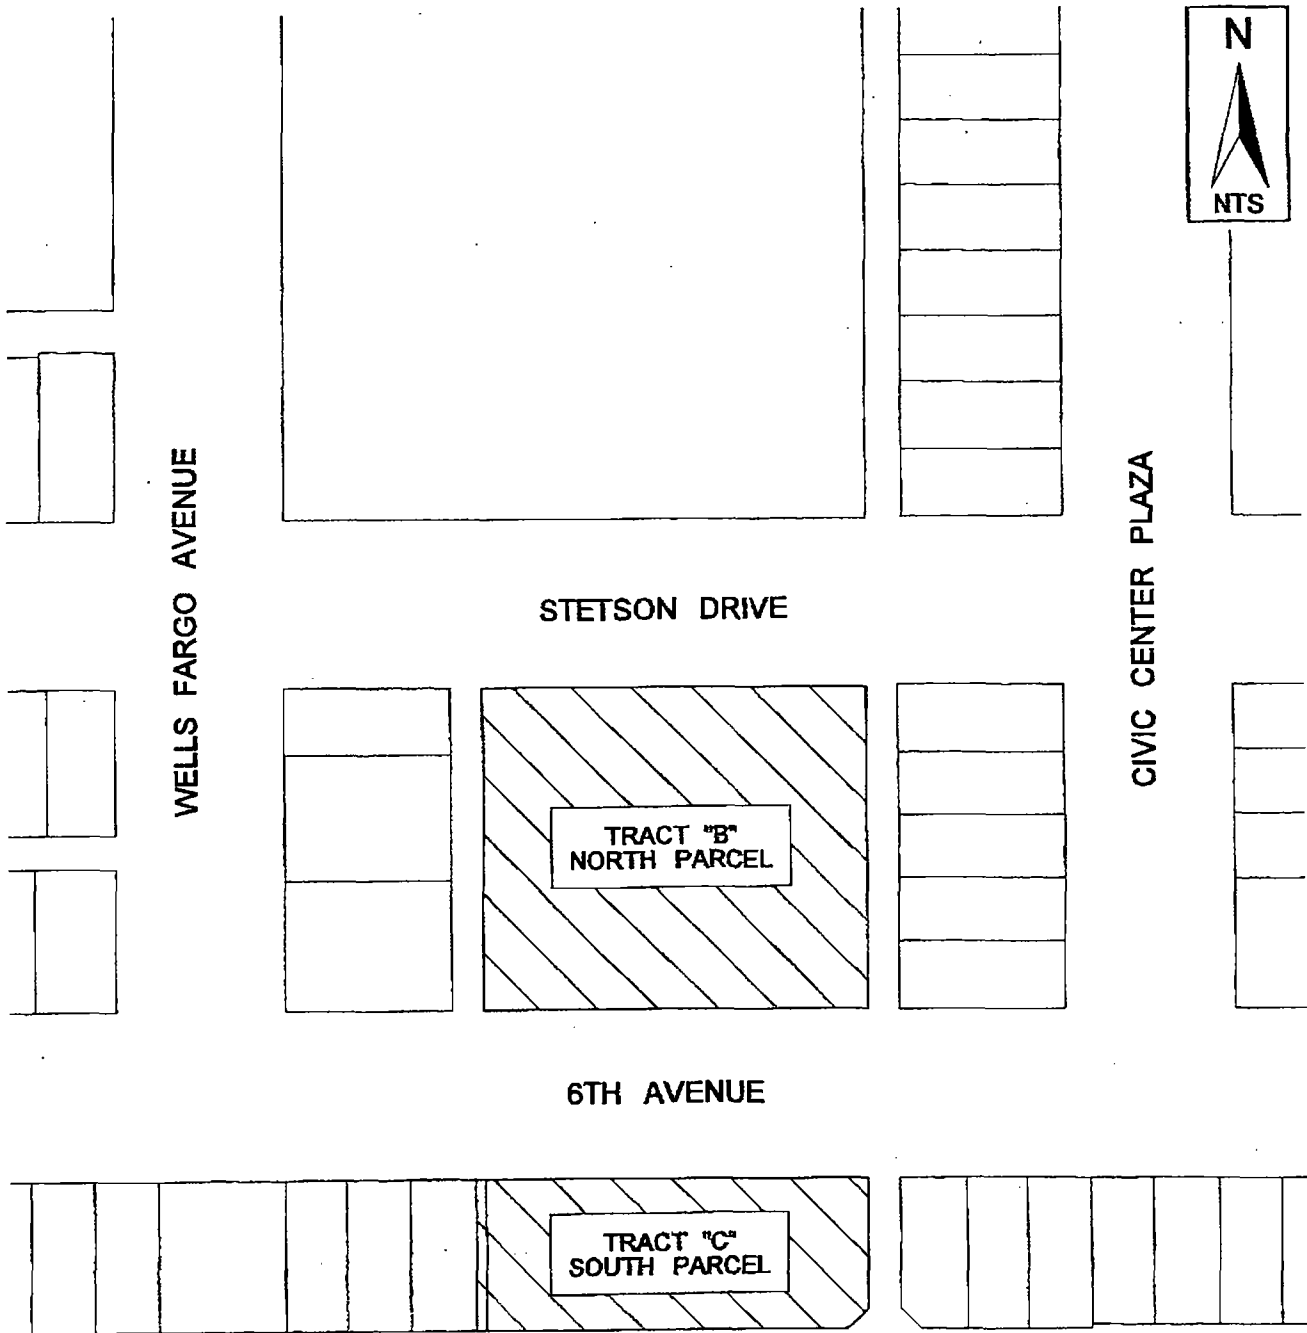 N
NTS
WELLS FARGO AVENUE
CIVIC CENTER PLAZA
STETSON DRIVE
TRACT "B"
NORTH PARCEL
6TH AVENUE
TRACT "C"
SOUTH PARCEL